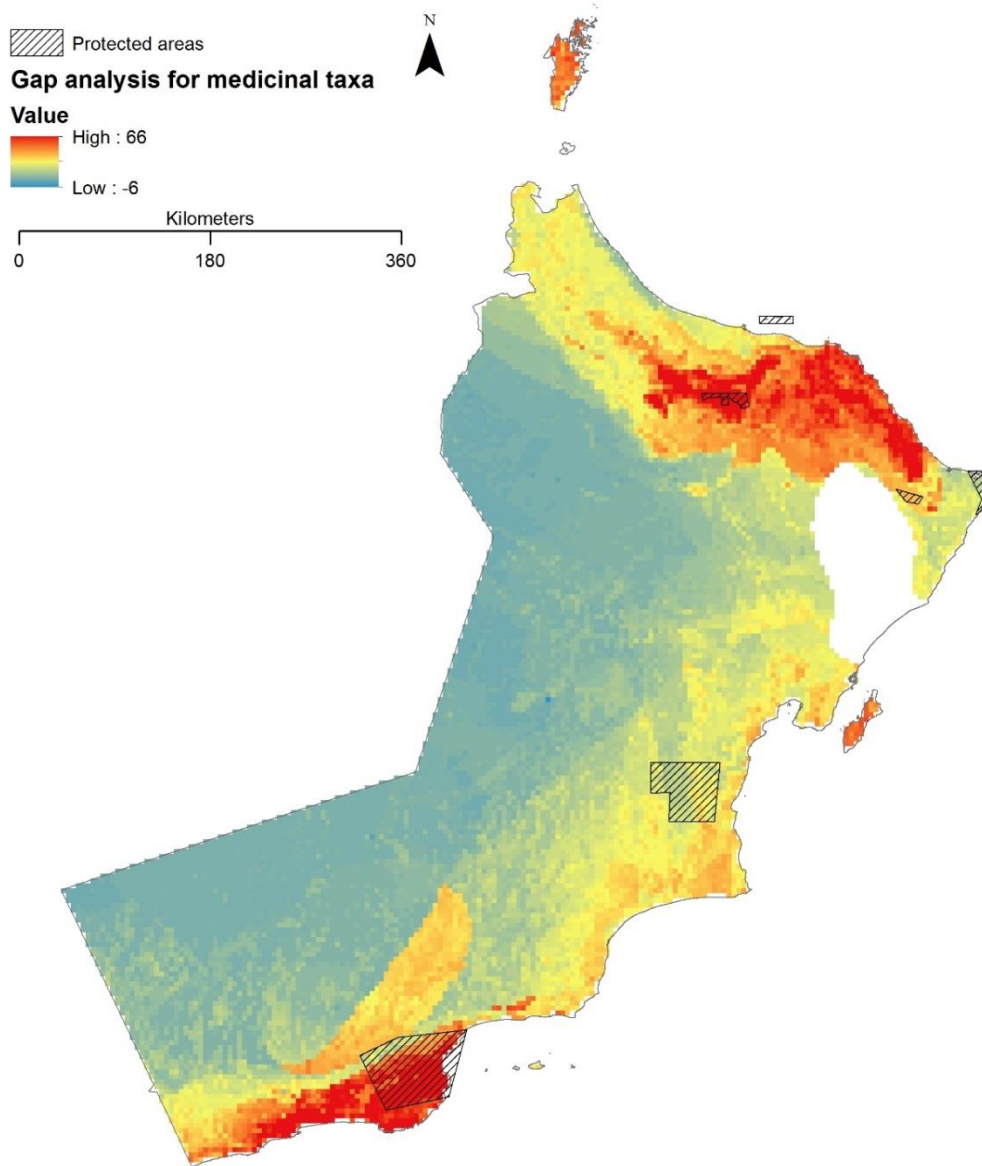 N
Protected areas
Gap analysis for medicinal taxa
Value
High : 66
Low : -6
Kilometers
0 180 360